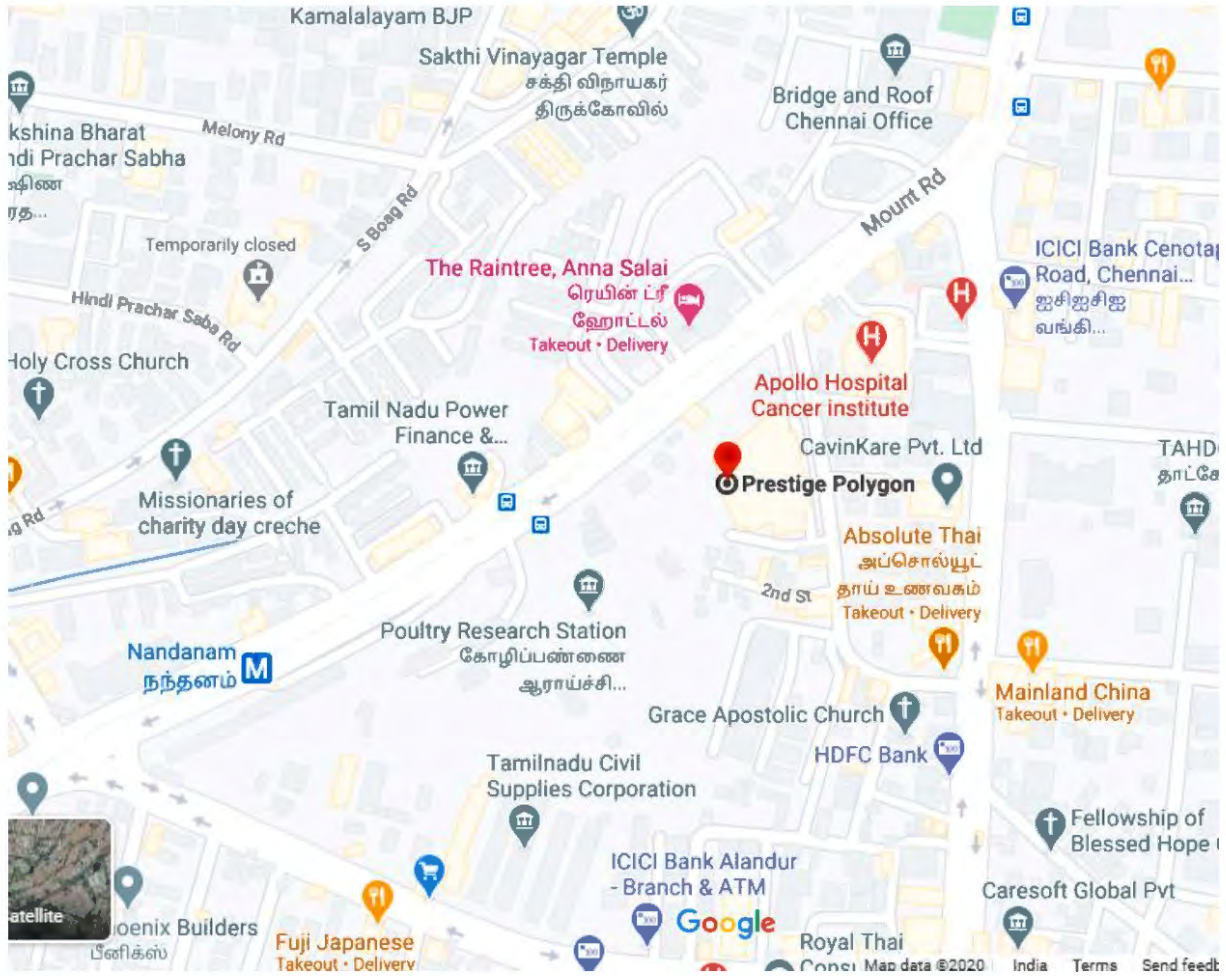 Kamalalayam BJP
Sakthi Vinayagar Temple
சக்தி விநாயகர்
திருக்கோவில்
Bridge and Roof
Chennai Office
Melony Rd
kshina Bharat
ndi Prachar Sabha
Mount Rd
S Boag Rd
Temporarily closed
Hindi Prachar Saba Rd
The Raintree, Anna Salai
ரெயின் ட்ரீ
ஹோட்டல்
Takeout • Delivery
ICICI Bank Cenota
Road, Chennai...
ஐசிஐசிஐ
வங்கி...
H
H
Apollo Hospital
Cancer institute
Holy Cross Church
Tamil Nadu Power
Finance &...
CavinKare Pvt. Ltd
Prestige Polygon
Missionaries of
charity day creche
Absolute Thai
அப்சொல்யூட்
தாய் உணவகம்
Takeout • Delivery
2nd St
Poultry Research Station
கோழிப்பண்ணை
ஆராய்ச்சி...
Nandanam
நந்தனம்
M
Mainland China
Takeout • Delivery
Grace Apostolic Church
HDFC Bank
Tamilnadu Civil
Supplies Corporation
Fellowship of
Blessed Hope
ICICI Bank Alandur
- Branch & ATM
Caresoft Global Pvt
atellite
oenix Builders
பீனிக்ஸ்
Fuji Japanese
Takeout • Delivery
Google
Royal Thai
Map data ©2020
India
Terms
Send feedb